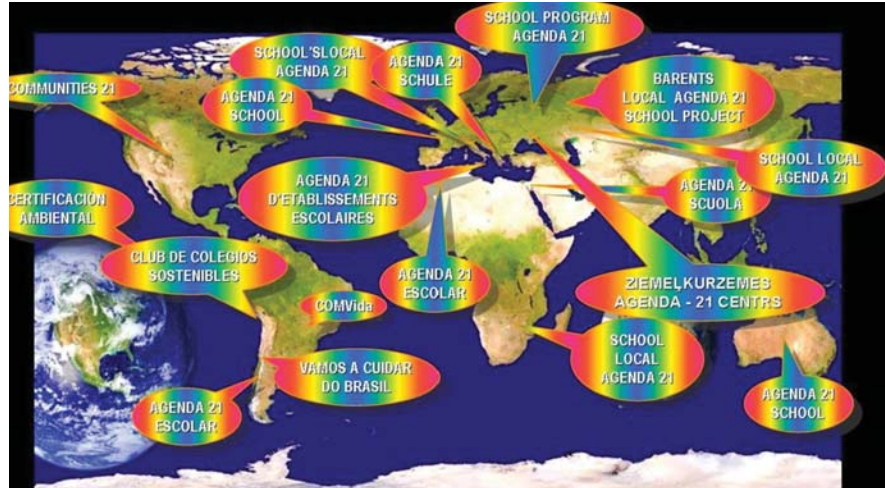 SCHOOL PROGRAM
AGENDA 21
SCHOOL'SLOCAL
AGENDA 21
AGENDA 21
SCHULE
COMMUNITIES 21
AGENDA 21
SCHOOL
BARENTS
LOCAL AGENDA 21
SCHOOL PROJECT
SCHOOL LOCAL
AGENDA 21
AGENDA 21
D'ETABLISSEMENTS
ESCOLAIRES
AGENDA 21
SCUOLA
CERTIFICACIÓN
AMBIENTAL
CLUB DE COLEGIOS
SOSTENIBLES
AGENDA 21
ESCOLAR
ZIEMEĻKURZEMES
AGENDA - 21 CENTRS
COMVida
SCHOOL
LOCAL
AGENDA 21
VAMOS A CUIDAR
DO BRASIL
AGENDA 21
ESCOLAR
AGENDA 21
SCHOOL